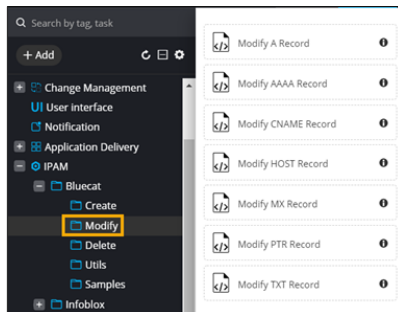 Search by tag, task
+ Add
Change Management
UI User interface
Notification
Application Delivery
IPAM
Bluecat
Create
Modify
Delete
Utils
Samples
Infoblox
Modify A Record
Modify AAAA Record
Modify CNAME Record
Modify HOST Record
Modify MX Record
Modify PTR Record
Modify TXT Record